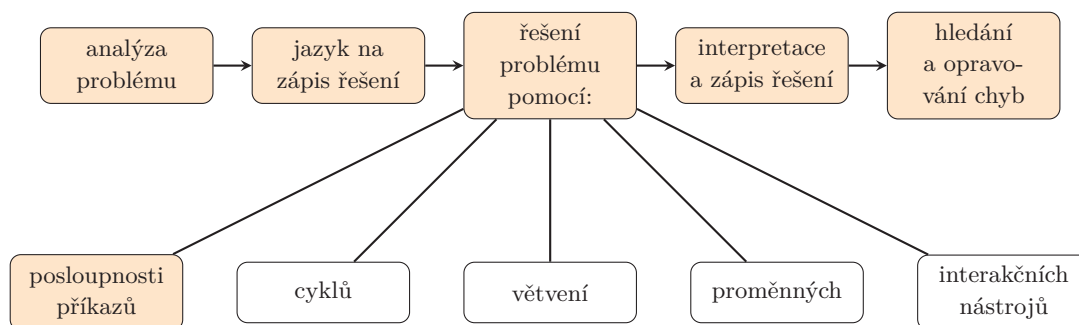 analýza
problému
jazyk na
zápis řešení
řešení
problému
pomocí:
interpretace
a zápis řešení
hledání
a opravo-
vání chyb
posloupnosti
příkazů
cyklů
větvení
proměnných
interakčních
nástrojů